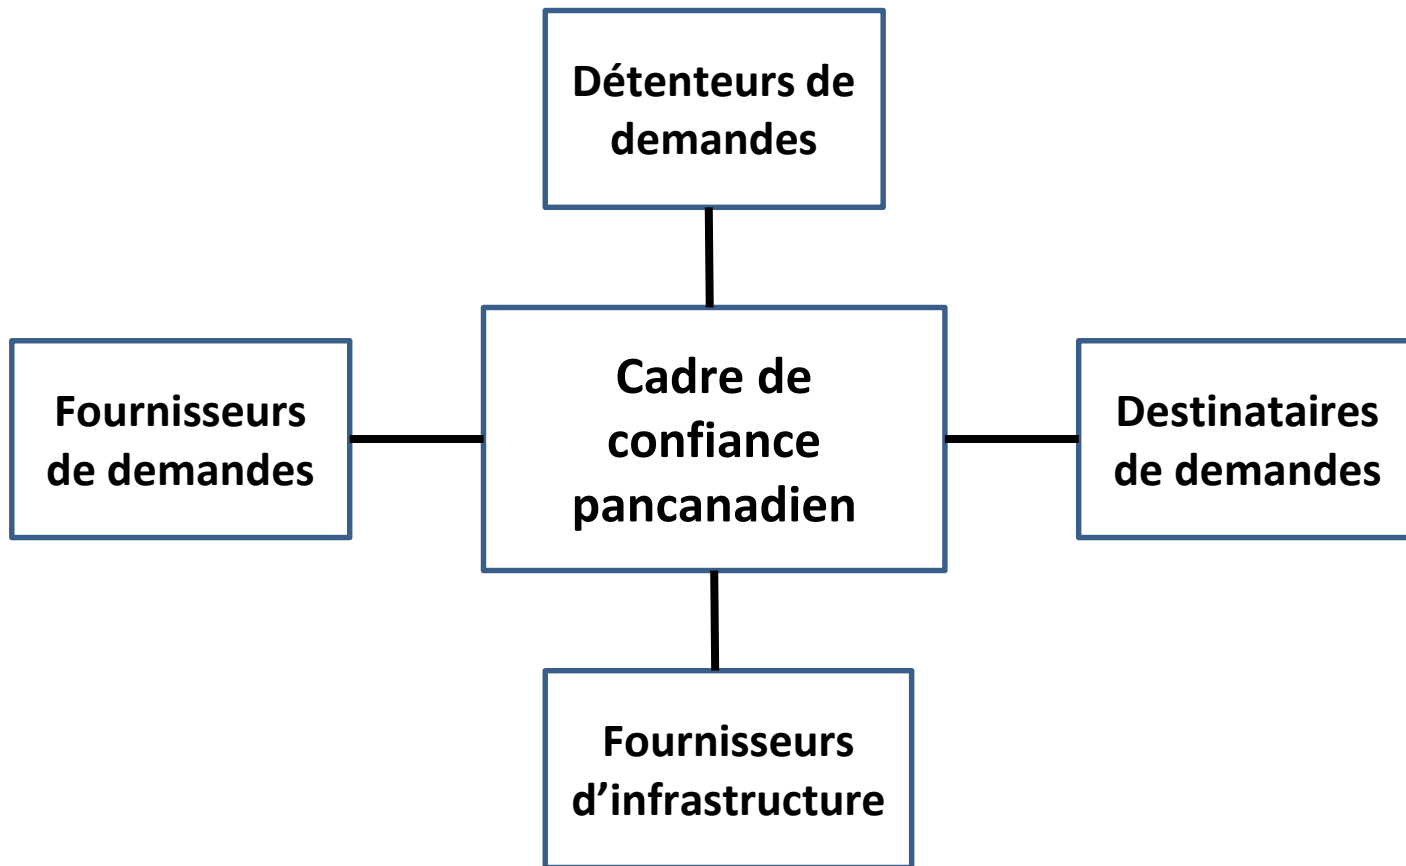 Détenteurs de
demandes
Fournisseurs
de demandes
Cadre de
confiance
pancanadien
Destinataires
de demandes
Fournisseurs
d’infrastructure